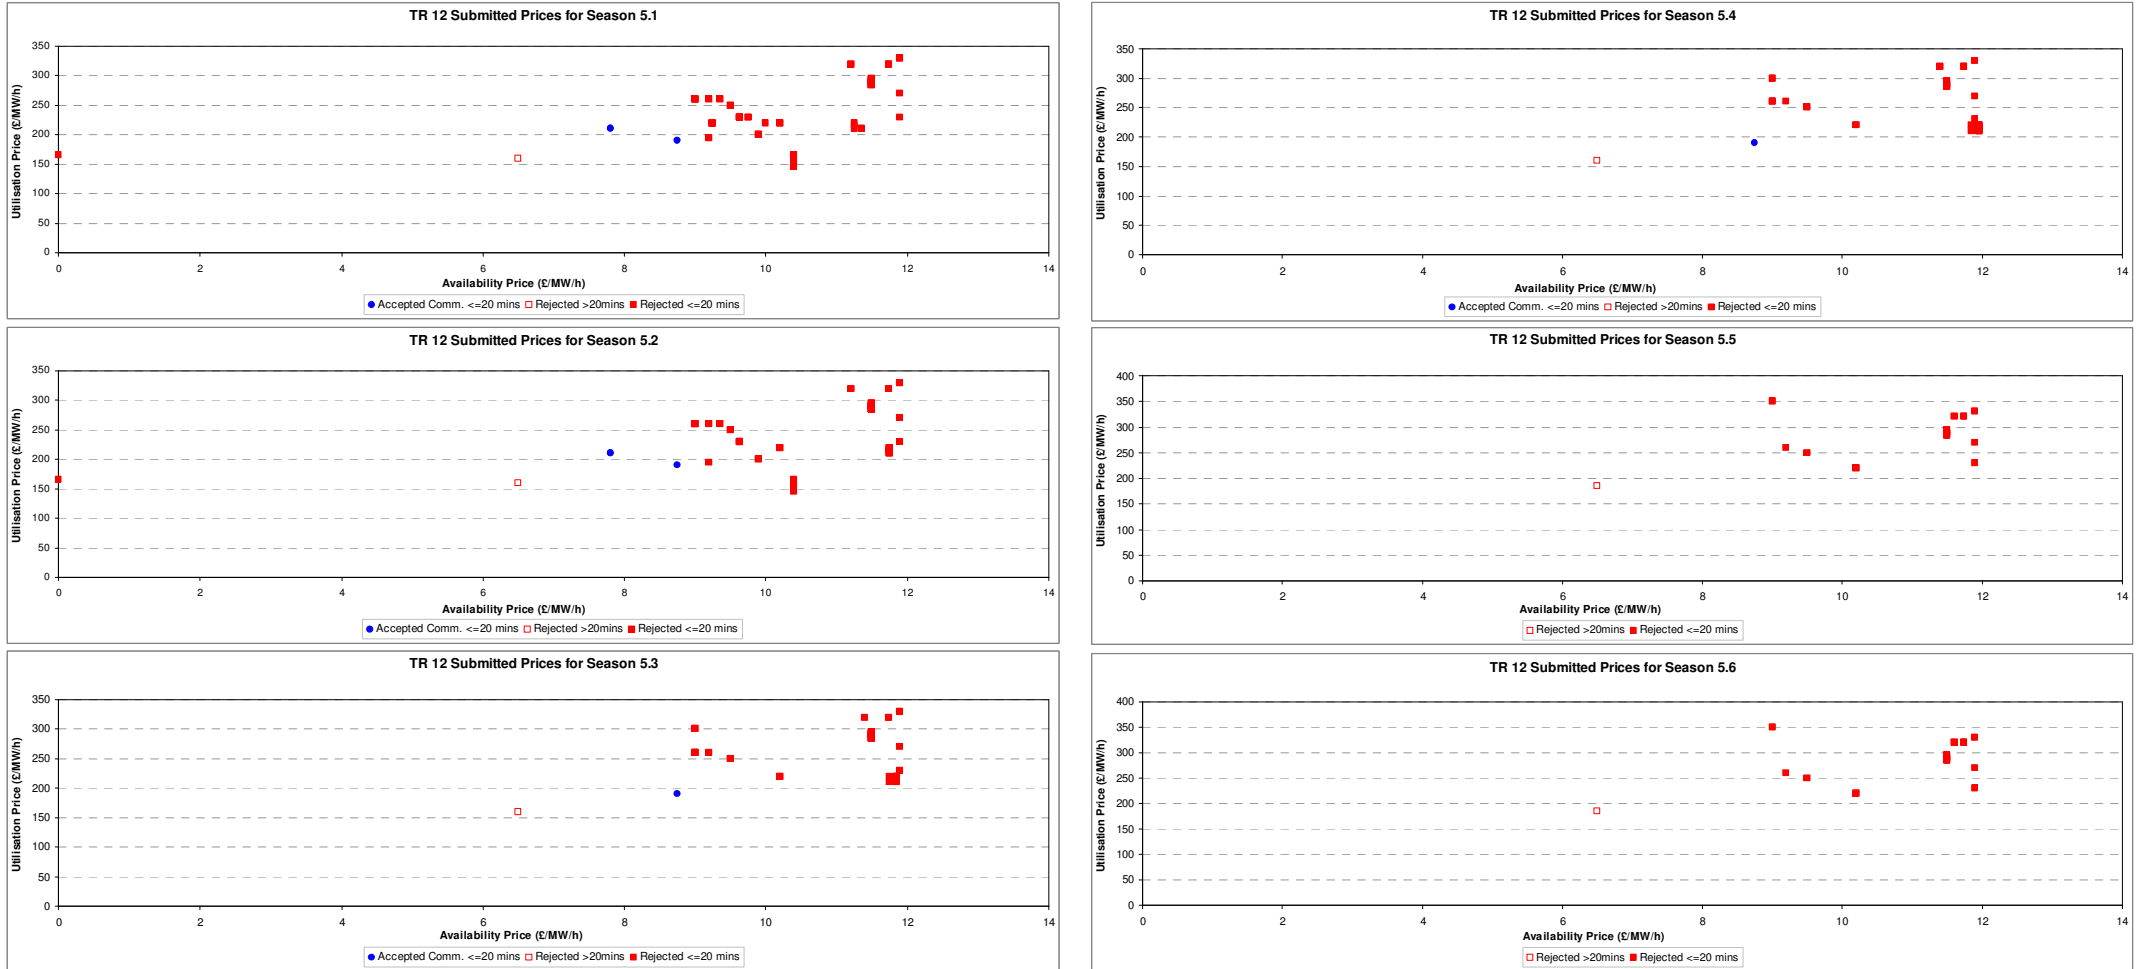 TR 12 Submitted Prices for Season 5.1
Utilisation Price (£/MW/h)
350
300
250
200
150
100
50
0
0 2 4 6 8 10 12 14
Availability Price (£/MW/h)
Accepted Comm. <=20 mins Rejected >20mins Rejected <=20 mins
TR 12 Submitted Prices for Season 5.2
Utilisation Price (£/MW/h)
350
300
250
200
150
100
50
0
0 2 4 6 8 10 12 14
Availability Price (£/MW/h)
Accepted Comm. <=20 mins Rejected >20mins Rejected <=20 mins
TR 12 Submitted Prices for Season 5.3
Utilisation Price (£/MW/h)
350
300
250
200
150
100
50
0
0 2 4 6 8 10 12 14
Availability Price (£/MW/h)
Accepted Comm. <=20 mins Rejected >20mins Rejected <=20 mins
TR 12 Submitted Prices for Season 5.4
Utilisation Price (£/MW/h)
350
300
250
200
150
100
50
0
0 2 4 6 8 10 12 14
Availability Price (£/MW/h)
Accepted Comm. <=20 mins Rejected >20mins Rejected <=20 mins
TR 12 Submitted Prices for Season 5.5
Utilisation Price (£/MW/h)
400
350
300
250
200
150
100
50
0
0 2 4 6 8 10 12 14
Availability Price (£/MW/h)
Rejected >20mins Rejected <=20 mins
TR 12 Submitted Prices for Season 5.6
Utilisation Price (£/MW/h)
400
350
300
250
200
150
100
50
0
0 2 4 6 8 10 12 14
Availability Price (£/MW/h)
Rejected >20mins Rejected <=20 mins